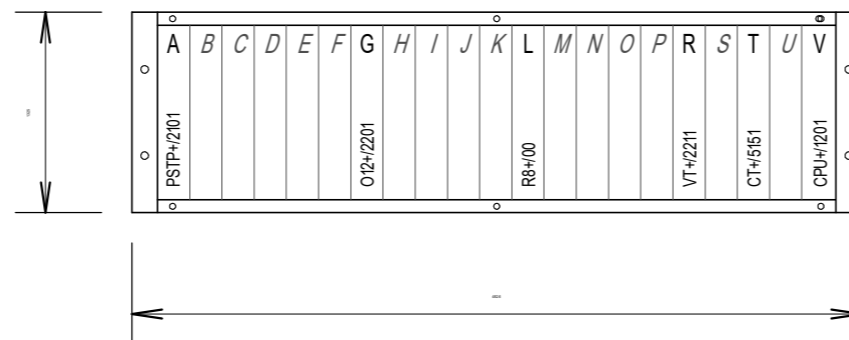 A B C D E F G H I J K L M N O P R S T U V
PSTP+/2101
O12+/2201
R8+/00
VT+/2211
CT+/5151
CPU+/1201